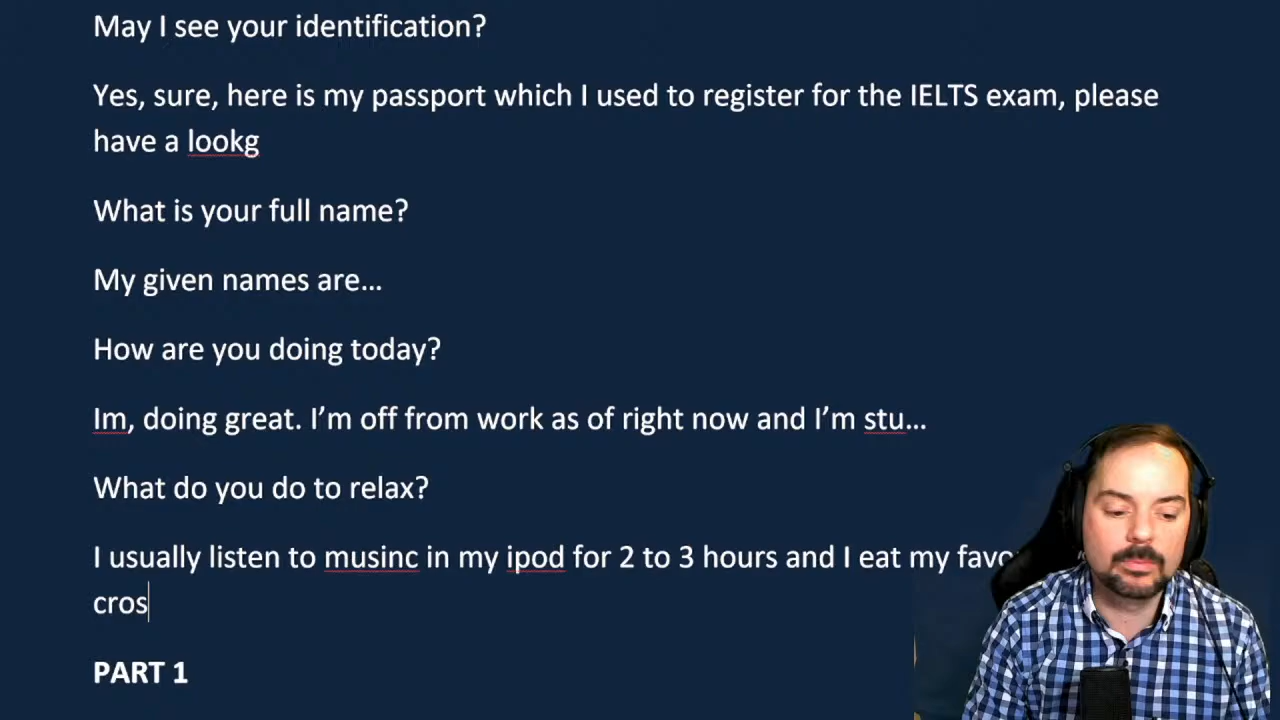 May I see your identification?
Yes, sure, here is my passport which I used to register for the IELTS exam, please
have a lookg
What is your full name?
My given names are…
How are you doing today?
Im, doing great. I’m off from work as of right now and I’m stu…
What do you do to relax?
I usually listen to musinc in my ipod for 2 to 3 hours and I eat my
cros
PART 1